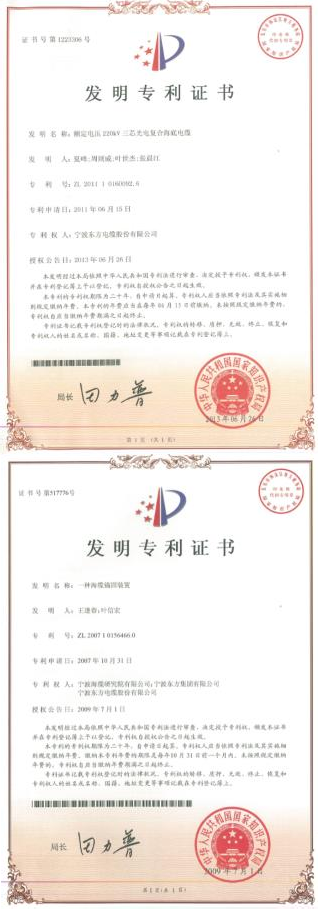 证书号第1223306号
发明专利证书
发明名称：额定电压220kV三芯光电复合海底电缆
发明人：夏峰;周则威;叶世杰;张磊江
专利号：ZL 2011 1 0160092.6
专利申请日：2011年06月15日
专利权人：宁波东方电缆股份有限公司
授权公告日：2013年06月26日
本发明经过本局依照中华人民共和国专利法进行审查，决定授予专利权，颁发本证书
并在专利登记簿上予以登记。专利权自授权公告之日起生效。
本专利的专利权期限为二十年，自申请日起算。专利权人应当依照专利法及其实施细
则规定缴纳年费。本专利的年费应当在每年06月15日前缴纳。未按照规定缴纳年费的，
专利权自应当缴纳年费期满之日起终止。
专利证书记载专利权登记时的法律状况。专利权的转移、质押、无效、终止、恢复和
专利权人的姓名或名称、国籍、地址变更等事项记载在专利登记簿上。
局长 田力普
中华人民共和国国家知识产权局
2013年06月26日
第1页（共1页）
证书号第517776号
发明专利证书
发明名称：一种海缆锚固装置
发明人：王建春;叶信宏
专利号：ZL 2007 1 0156466.0
专利申请日：2007年10月31日
专利权人：宁波海缆研究院有限公司;宁波东方集团有限公司
宁波东方电缆股份有限公司
授权公告日：2009年7月1日
本发明经过本局依照中华人民共和国专利法进行审查，决定授予专利权，颁发本证书
并在专利登记簿上予以登记。专利权自授权公告之日起生效。
本专利的专利权期限为二十年，自申请日起算。专利权人应当依照专利法及其实施细
则规定缴纳年费。缴纳本专利年费的期限是每年10月31日前一个月内。未按照规定缴纳
年费的，专利权自应当缴纳年费期满之日起终止。
专利证书记载专利权登记时的法律状况。专利权的转移、质押、无效、终止、恢复和
专利权人的姓名或名称、国籍、地址变更等事项记载在专利登记簿上。
局长 田力普
中华人民共和国国家知识产权局
2009年7月1日
第1页（共1页）